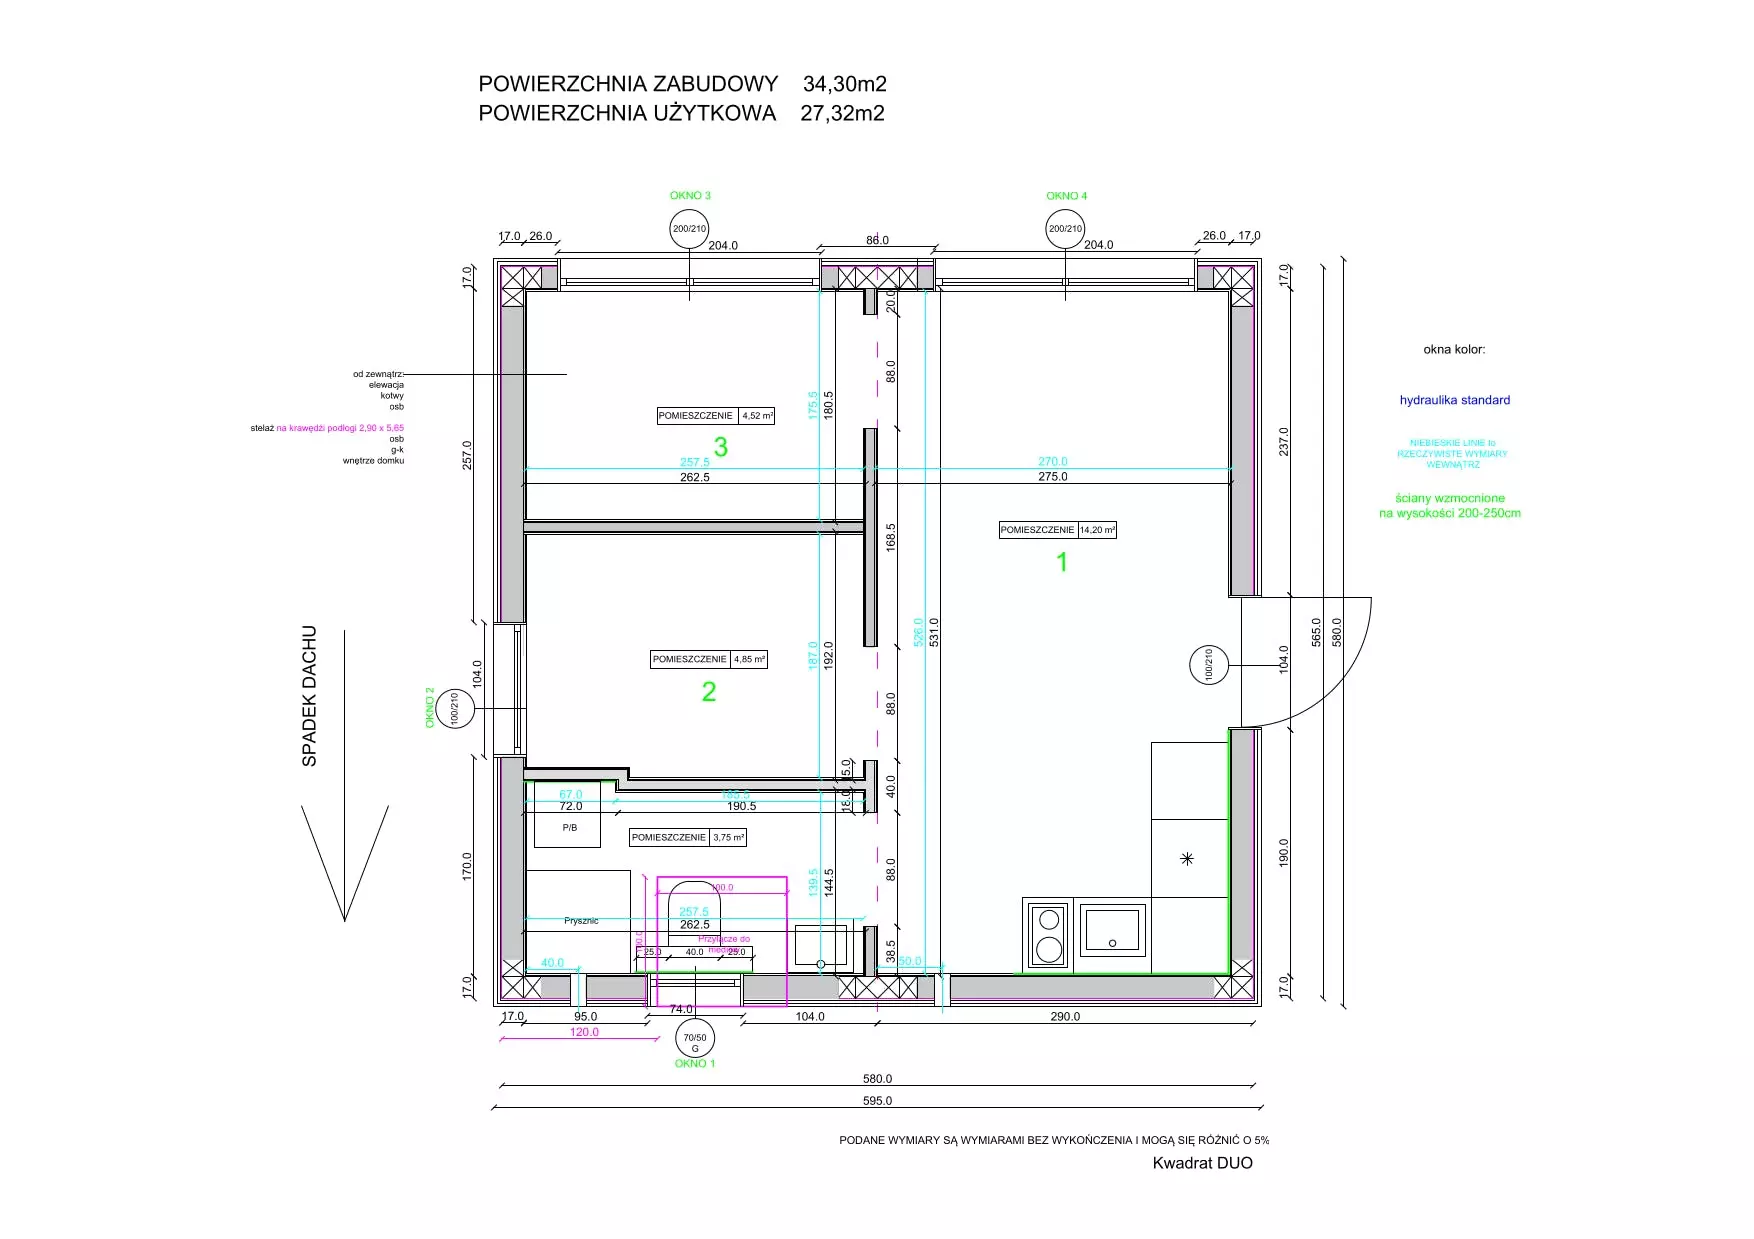 POWIERZCHNIA ZABUDOWY 34,30m2
POWIERZCHNIA UŻYTKOWA 27,32m2
OKNO 3
OKNO 4
200/210
200/210
17.0 26.0
204.0
86.0
204.0
26.0 17.0
17.0
20.0
17.0
okna kolor:
88.0
237.0
od zewnątrz:
elewacja
kotwy
osb
stelaż na krawędzi podłogi 2,90 x 5,65
osb
g-k
wnętrze domku
hydraulika standard
NIEBIESKIE LINIE to
RZECZYWISTE WYMIARY
WEWNĄTRZ
ściany wzmocnione
na wysokości 200-250cm
175.5
180.5
POMIESZCZENIE 4,52 m²
3
257.0
257.5
262.5
270.0
275.0
168.5
POMIESZCZENIE 14,20 m²
1
SPADEK DACHU
187.0
192.0
526.0
531.0
565.0
580.0
POMIESZCZENIE 4,85 m²
2
104.0
OKNO 2
100/210
100/210
104.0
88.0
15.0
18.0
40.0
67.0
72.0
185.5
190.5
P/B
POMIESZCZENIE 3,75 m²
170.0
190.0
139.5
144.5
88.0
100.0
Prysznic
257.5
262.5
100.0
Przyłącze do
mediów
25.0 40.0 25.0
38.5
40.0
50.0
17.0
17.0
17.0
95.0
74.0
104.0
290.0
120.0
70/50
G
OKNO 1
580.0
595.0
PODANE WYMIARY SĄ WYMIARAMI BEZ WYKOŃCZENIA I MOGĄ SIĘ RÓŻNIĆ O 5%
Kwadrat DUO